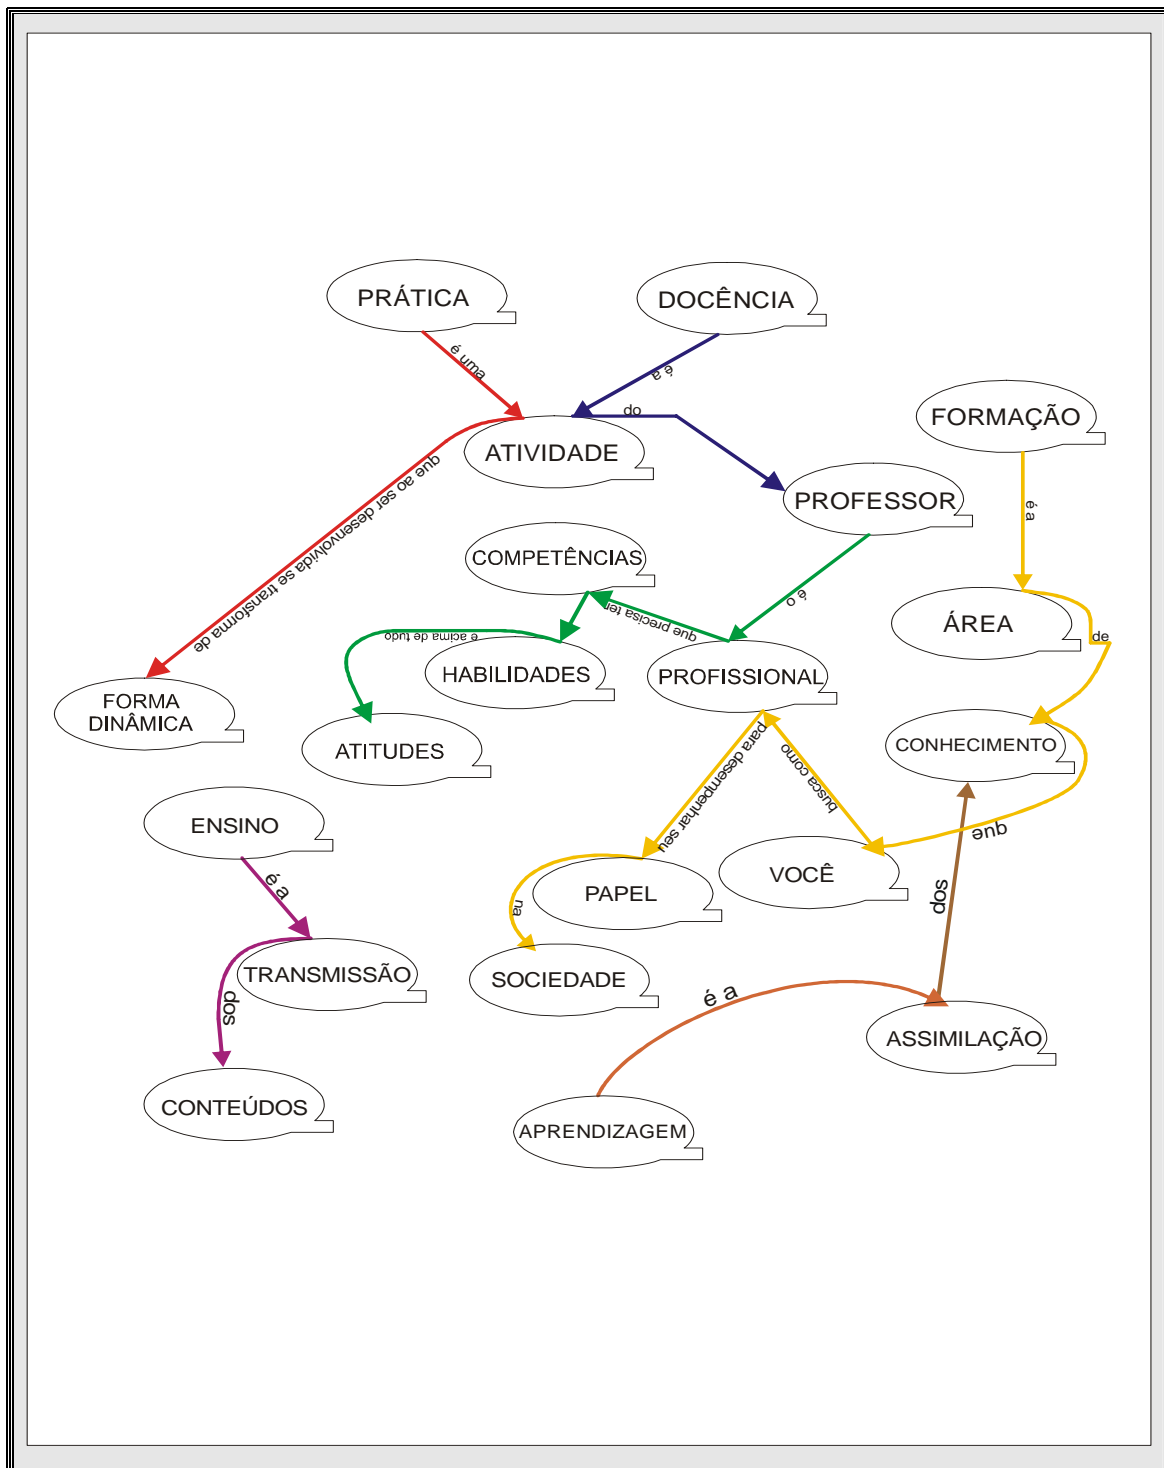 PRÁTICA
DOCÊNCIA
é uma
é a
do
FORMAÇÃO
ATIVIDADE
que ao ser desenvolvida se transforma de
PROFESSOR
é a
COMPETÊNCIAS
é o
que precisa ter
ÁREA
de
e acima de tudo
HABILIDADES
PROFISSIONAL
FORMA
DINÂMICA
ATITUDES
CONHECIMENTO
para desempenhar seu
busca como
ENSINO
que
é a
PAPEL
VOCÊ
dos
na
TRANSMISSÃO
SOCIEDADE
é a
dos
ASSIMILAÇÃO
CONTEÚDOS
APRENDIZAGEM